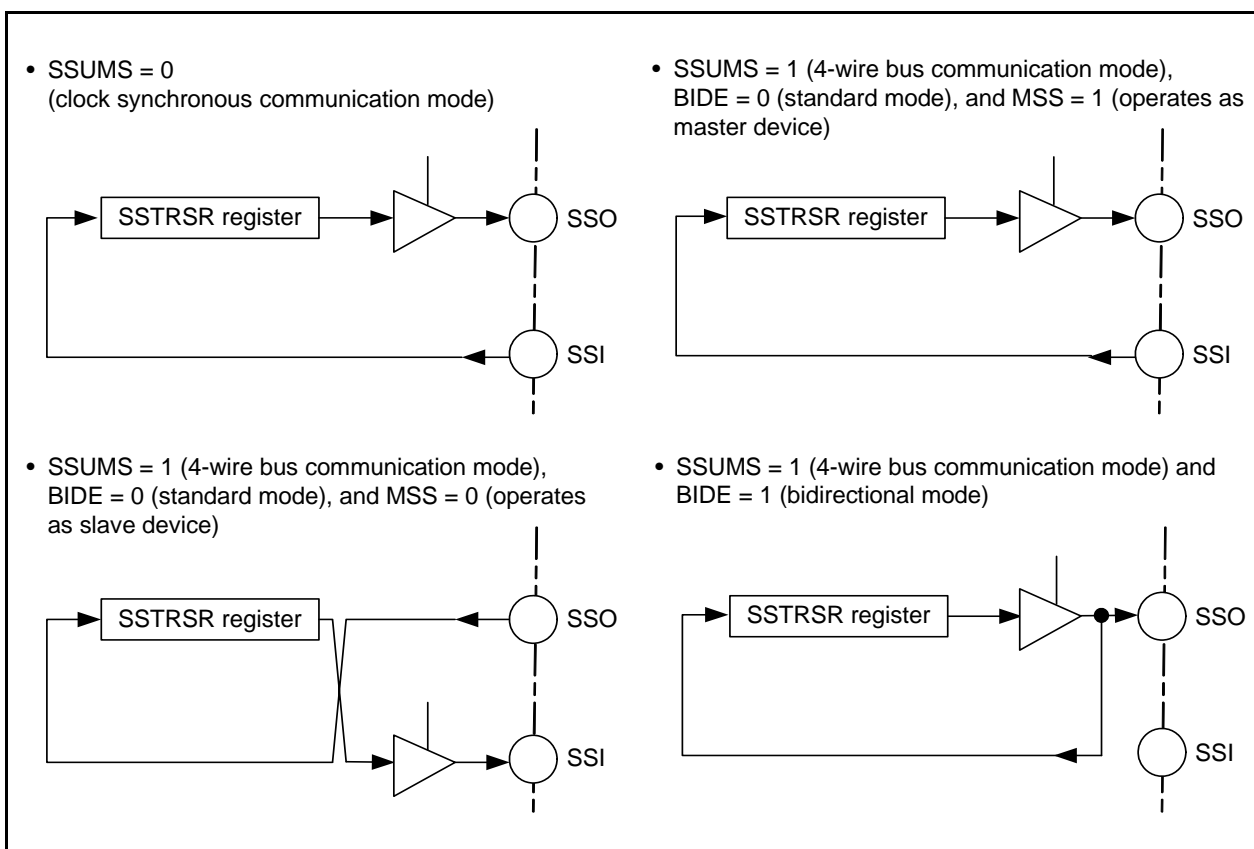 • SSUMS = 0
(clock synchronous communication mode)
SSTRSR register
SSO
SSI
• SSUMS = 1 (4-wire bus communication mode),
BIDE = 0 (standard mode), and MSS = 1 (operates as
master device)
SSTRSR register
SSO
SSI
• SSUMS = 1 (4-wire bus communication mode),
BIDE = 0 (standard mode), and MSS = 0 (operates
as slave device)
SSTRSR register
SSO
SSI
• SSUMS = 1 (4-wire bus communication mode) and
BIDE = 1 (bidirectional mode)
SSTRSR register
SSO
SSI